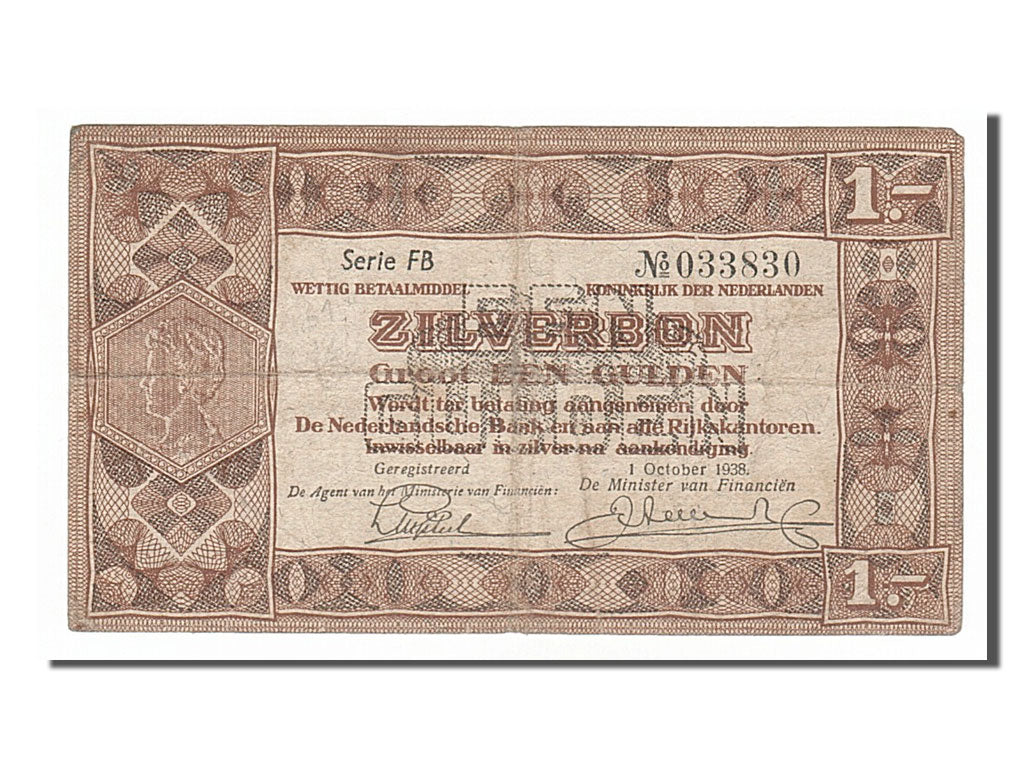 1.-
Serie FB
№ 033830
WETTIG BETAALMIDDEL
KONINKRIJK DER NEDERLANDEN
ZILVERBON
Groot EEN GULDEN
EEN GULDEN
Wordt ter betaling aangenomen door
De Nederlandsche Bank en aan alle Rijkskantoren.
Inwisselbaar in zilver na aankondiging.
Geregistreerd
1 October 1938.
De Agent van het Ministerie van Financiën:
De Minister van Financiën
1.-